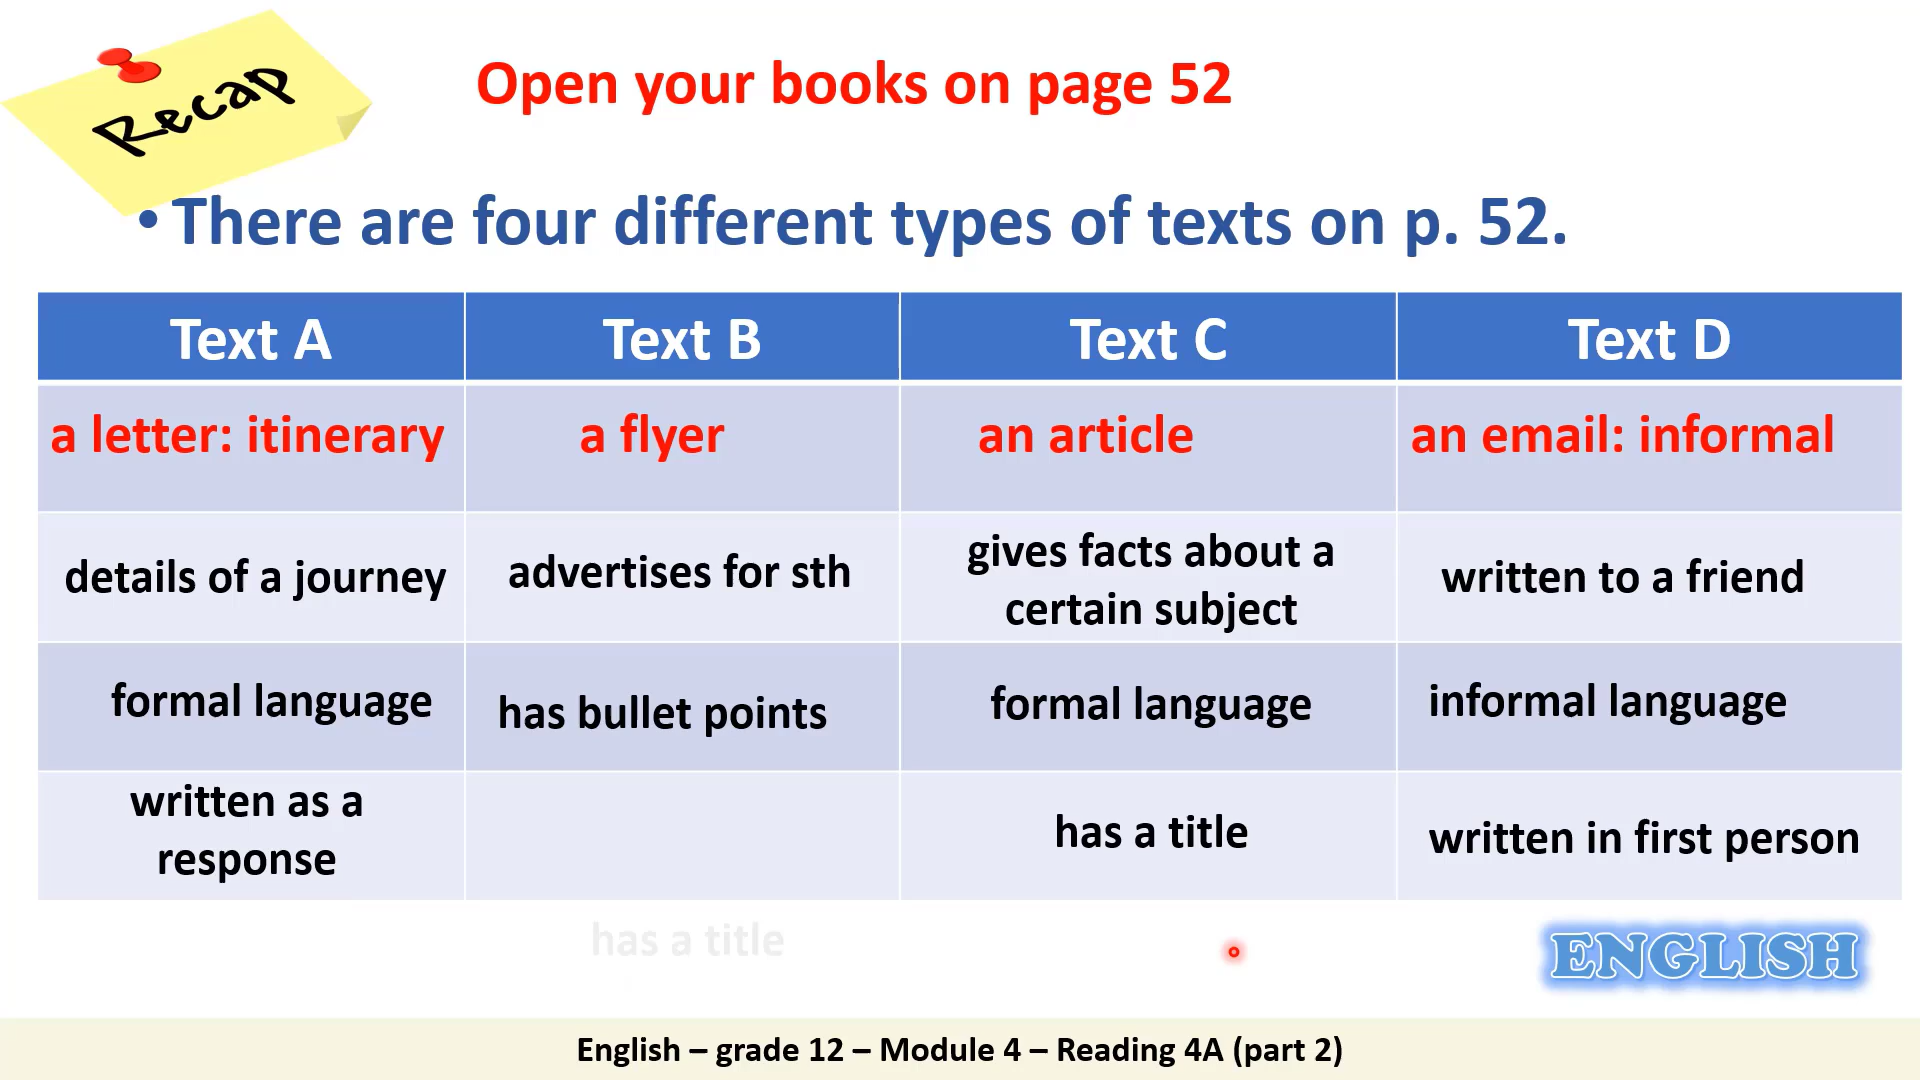 Recap
Open your books on page 52
• There are four different types of texts on p. 52.
Text A
Text B
Text C
Text D
a letter: itinerary
a flyer
an article
an email: informal
details of a journey
advertises for sth
gives facts about a
certain subject
written to a friend
formal language
has bullet points
formal language
informal language
written as a
response
has a title
written in first person
has a title
ENGLISH
English – grade 12 – Module 4 – Reading 4A (part 2)